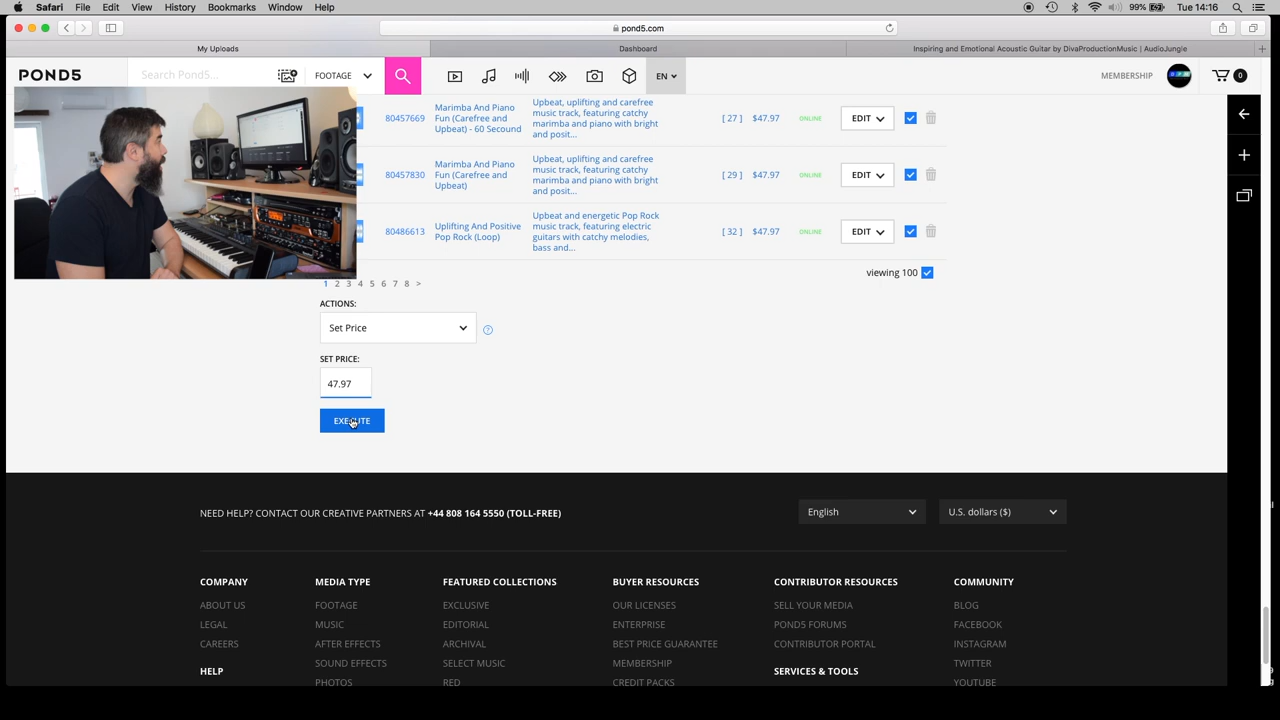 Safari File Edit View History Bookmarks Window Help 99% Tue 14:16
pond5.com
My Uploads Dashboard Inspiring and Emotional Acoustic Guitar by DivaProductionMusic | AudioJungle
POND5 Search Pond5... FOOTAGE EN MEMBERSHIP 0
80457669 Marimba And Piano Fun (Carefree and Upbeat) - 60 Secound Upbeat, uplifting and carefree music track, featuring catchy marimba and piano with bright and posit... [ 27 ] $47.97 ONLINE EDIT
80457830 Marimba And Piano Fun (Carefree and Upbeat) Upbeat, uplifting and carefree music track, featuring catchy marimba and piano with bright and posit... [ 29 ] $47.97 ONLINE EDIT
80486613 Uplifting And Positive Pop Rock (Loop) Upbeat and energetic Pop Rock music track, featuring electric guitars with catchy melodies, bass and... [ 32 ] $47.97 ONLINE EDIT
viewing 100
1 2 3 4 5 6 7 8 >
ACTIONS:
Set Price
SET PRICE:
47.97
EXECUTE
NEED HELP? CONTACT OUR CREATIVE PARTNERS AT +44 808 164 5550 (TOLL-FREE) English U.S. dollars ($)
COMPANY MEDIA TYPE FEATURED COLLECTIONS BUYER RESOURCES CONTRIBUTOR RESOURCES COMMUNITY
ABOUT US FOOTAGE EXCLUSIVE OUR LICENSES SELL YOUR MEDIA BLOG
LEGAL MUSIC EDITORIAL ENTERPRISE POND5 FORUMS FACEBOOK
CAREERS AFTER EFFECTS ARCHIVAL BEST PRICE GUARANTEE CONTRIBUTOR PORTAL INSTAGRAM
HELP SOUND EFFECTS SELECT MUSIC MEMBERSHIP SERVICES & TOOLS TWITTER
PHOTOS RED CREDIT PACKS YOUTUBE